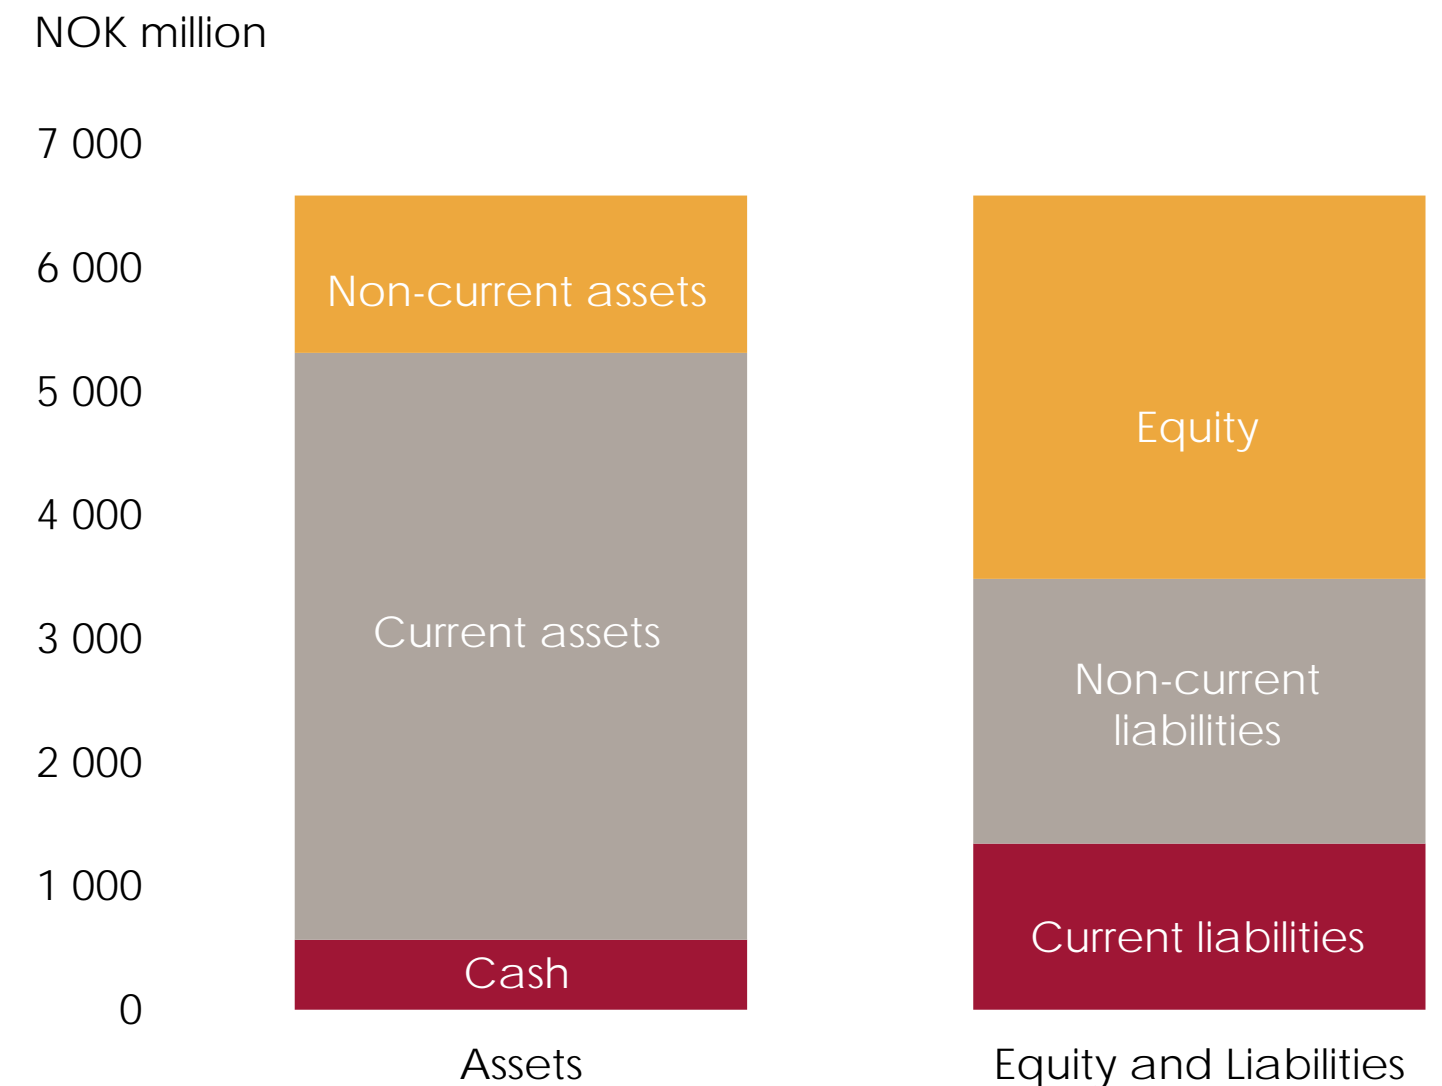 NOK million
7 000
6 000
5 000
4 000
3 000
2 000
1 000
0
Non-current assets
Current assets
Cash
Assets
Equity
Non-current
liabilities
Current liabilities
Equity and Liabilities